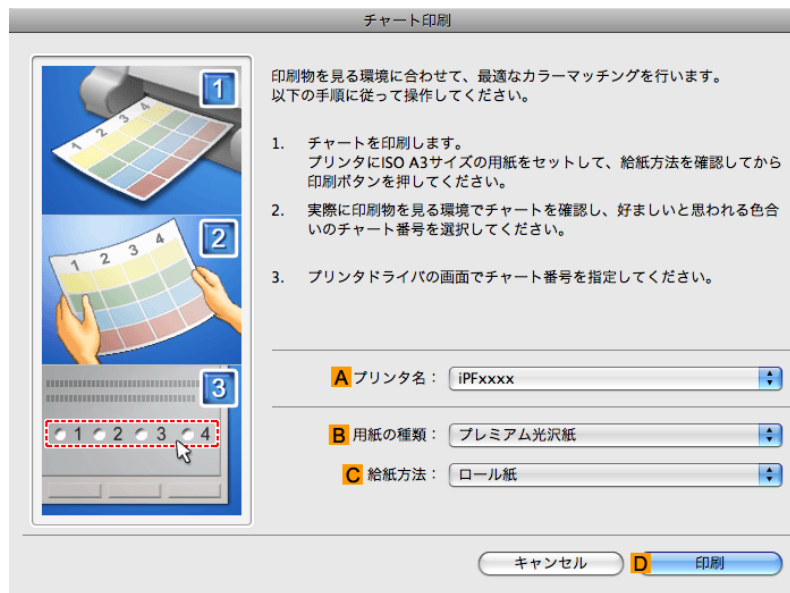 チャート印刷
1
1 2 3 4
2
1 2 3 4
3
1 2 3 4
印刷物を見る環境に合わせて、最適なカラーマッチングを行います。
以下の手順に従って操作してください。
1. チャートを印刷します。
プリンタにISO A3サイズの用紙をセットして、給紙方法を確認してから
印刷ボタンを押してください。
2. 実際に印刷物を見る環境でチャートを確認し、好ましいと思われる色合
いのチャート番号を選択してください。
3. プリンタドライバの画面でチャート番号を指定してください。
A プリンタ名： iPFxxxx
B 用紙の種類： プレミアム光沢紙
C 給紙方法： ロール紙
キャンセル D 印刷